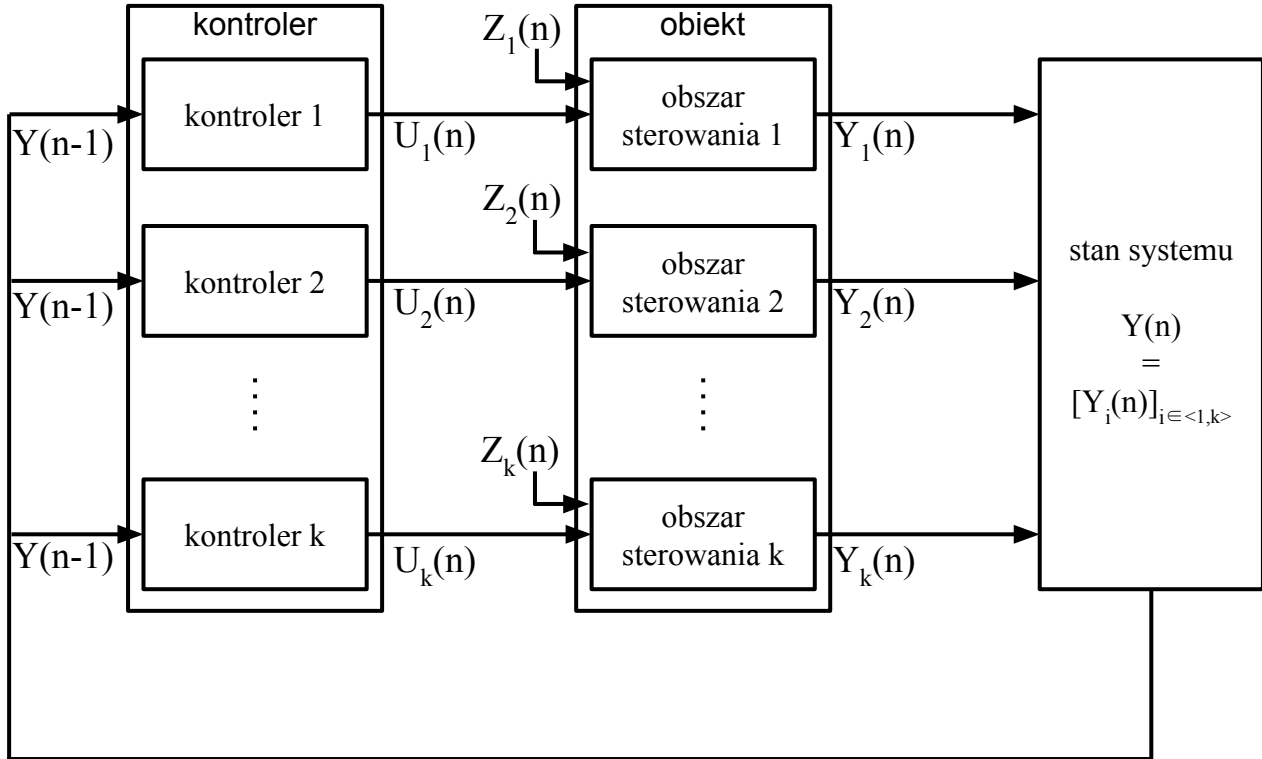 kontroler
obiekt
Z₁(n)
kontroler 1
obszar
sterowania 1
Y(n-1)
U₁(n)
Y₁(n)
Z₂(n)
kontroler 2
obszar
sterowania 2
Y(n-1)
U₂(n)
Y₂(n)
stan systemu
Y(n)
=
[Yᵢ(n)]i∈<1,k>
Zₖ(n)
kontroler k
obszar
sterowania k
Y(n-1)
Uₖ(n)
Yₖ(n)